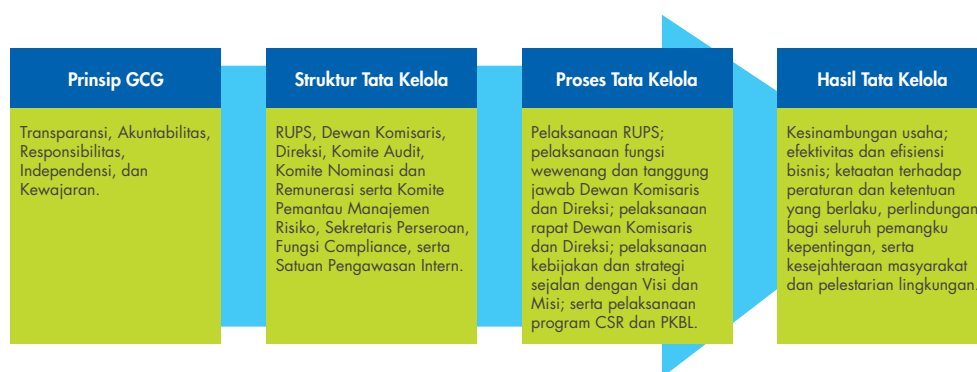 Prinsip GCG
Transparansi, Akuntabilitas,
Responsibilitas,
Independensi, dan
Kewajaran.
Struktur Tata Kelola
RUPS, Dewan Komisaris,
Direksi, Komite Audit,
Komite Nominasi dan
Remunerasi serta Komite
Pemantau Manajemen
Risiko, Sekretaris Perseroan,
Fungsi Compliance, serta
Satuan Pengawasan Intern.
Proses Tata Kelola
Pelaksanaan RUPS;
pelaksanaan fungsi
wewenang dan tanggung
jawab Dewan Komisaris
dan Direksi; pelaksanaan
rapat Dewan Komisaris
dan Direksi; pelaksanaan
kebijakan dan strategi
sejalan dengan Visi dan
Misi; serta pelaksanaan
program CSR dan PKBL.
Hasil Tata Kelola
Kesinambungan usaha;
efektivitas dan efisiensi
bisnis; ketaatan terhadap
peraturan dan ketentuan
yang berlaku, perlindungan
bagi seluruh pemangku
kepentingan, serta
kesejahteraan masyarakat
dan pelestarian lingkungan.